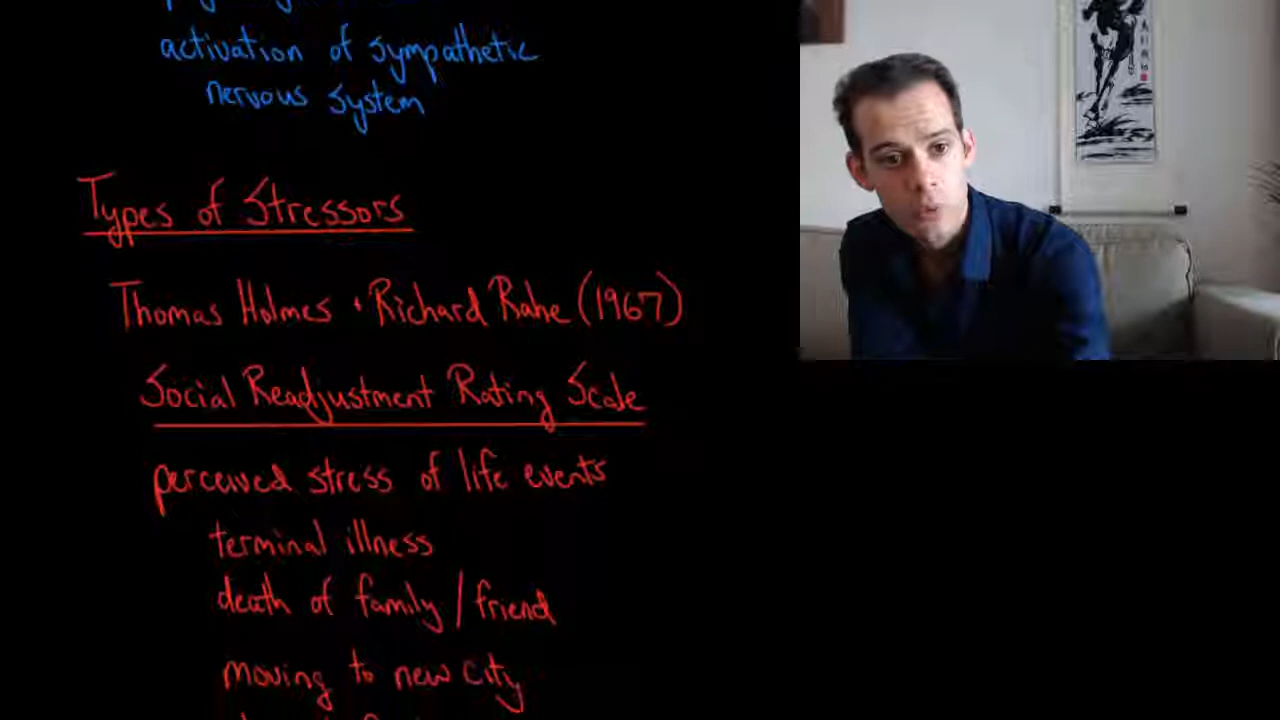 activation of sympathetic
nervous system
Types of Stressors
Thomas Holmes + Richard Rahe (1967)
Social Readjustment Rating Scale
perceived stress of life events
terminal illness
death of family / friend
moving to new city